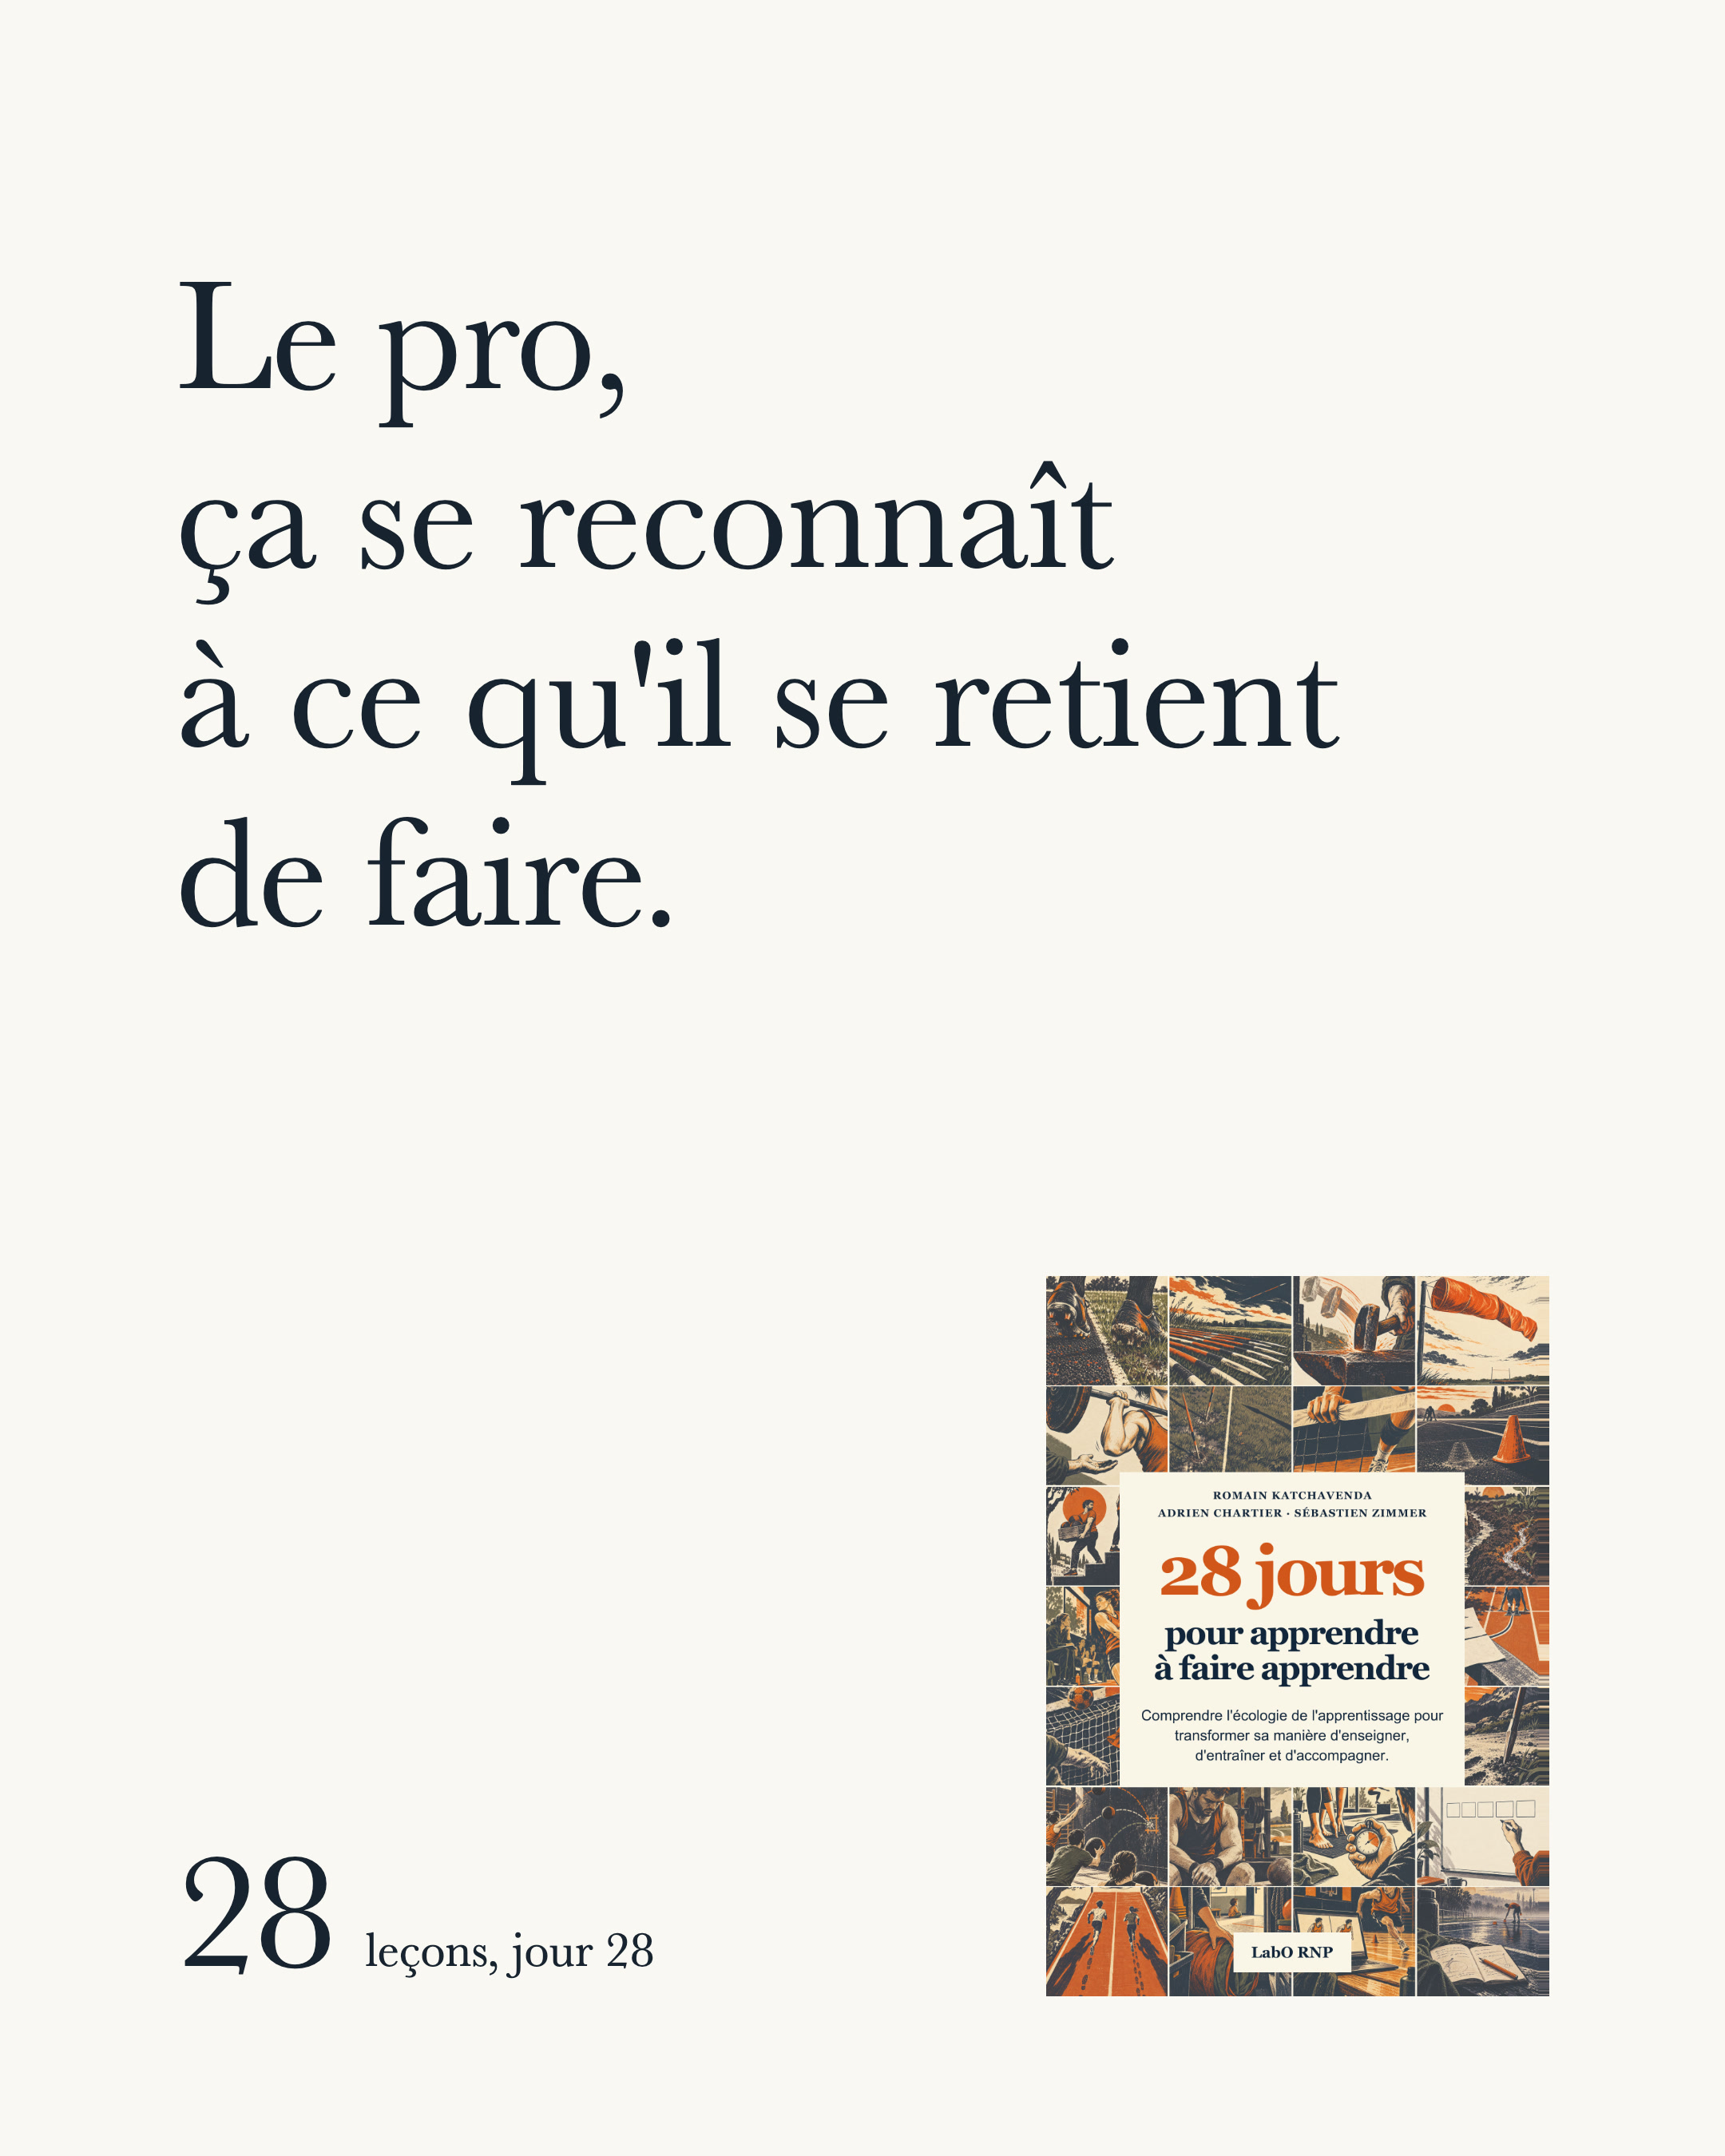 Le pro,
ça se reconnaît
à ce qu'il se retient
de faire.
ROMAIN KATCHAVENDA
ADRIEN CHARTIER · SÉBASTIEN ZIMMER
28 jours
pour apprendre
à faire apprendre
Comprendre l'écologie de l'apprentissage pour
transformer sa manière d'enseigner,
d'entraîner et d'accompagner.
LabO RNP
28 leçons, jour 28